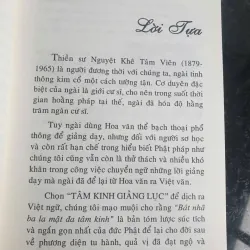 Lời Tựa
Thiền sư Nguyệt Khê Tâm Viên (1879-
1965) là người đương thời với chúng ta, ngài tinh
thông kim cổ một cách tường tận. Cơ duyên đặc
biệt của ngài là giới cư sĩ, cho nên trong suốt thời
gian hoằng pháp tại thế, ngài đã hóa độ vô số
người.
Tuy ngài dùng Hoa văn thể bạch thoại phổ
thông để giảng dạy, nhưng đối với người sơ học và
còn rất hạn chế trong hiểu biết Phật pháp như
chúng tôi cũng vẫn còn là thách thức và khó khăn
trong công việc chuyển ngữ những lời giảng
dạy mà ngài đã để lại từ Hoa văn ra Việt văn.
Chọn "TÂM KINH GIẢNG LỤC" để dịch ra
Việt ngữ, chúng tôi mạo muội cho rằng "Bát nhã
ba la mật đa tâm kinh" là bản tóm lược súc tích
và ngắn gọn nhất của đức Phật để lại cho đời sau
về phương diện tu hành, quả vị đã đạt ngộ và